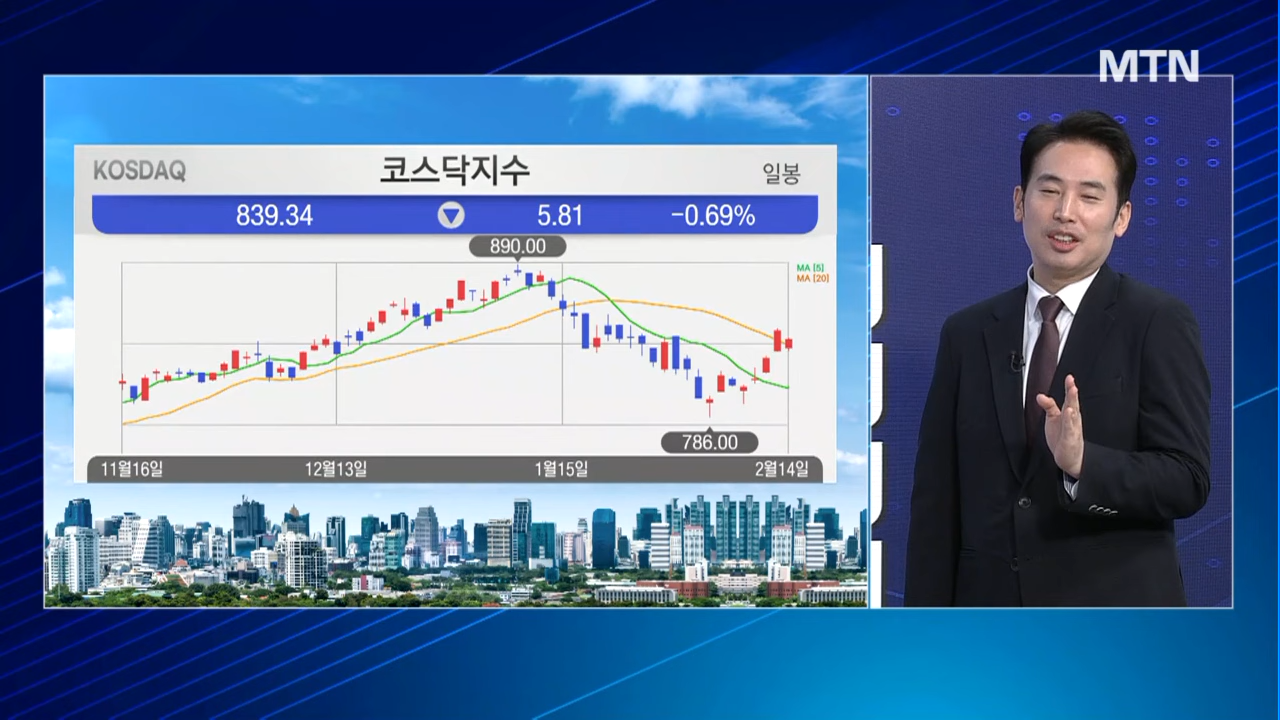 MTN
KOSDAQ 코스닥지수 일봉
839.34 ▽ 5.81 -0.69%
890.00
MA [5]
MA [20]
786.00
11월16일 12월13일 1월15일 2월14일